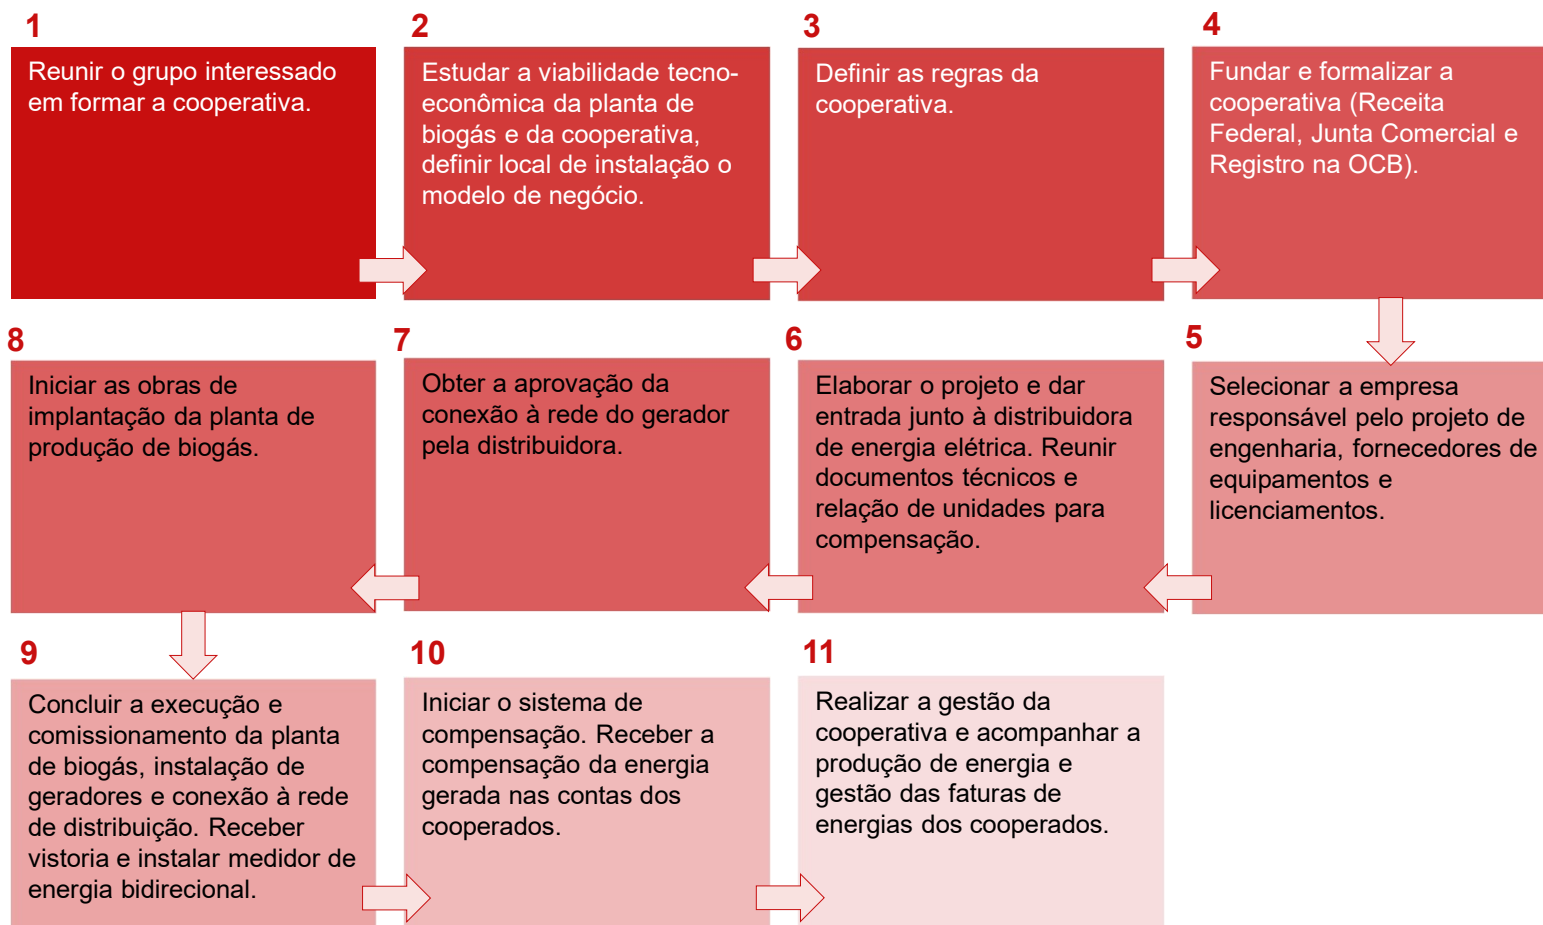 1
Reunir o grupo interessado
em formar a cooperativa.
2
Estudar a viabilidade tecno-
econômica da planta de
biogás e da cooperativa,
definir local de instalação o
modelo de negócio.
3
Definir as regras da
cooperativa.
4
Fundar e formalizar a
cooperativa (Receita
Federal, Junta Comercial e
Registro na OCB).
5
Selecionar a empresa
responsável pelo projeto de
engenharia, fornecedores de
equipamentos e
licenciamentos.
6
Elaborar o projeto e dar
entrada junto à distribuidora
de energia elétrica. Reunir
documentos técnicos e
relação de unidades para
compensação.
7
Obter a aprovação da
conexão à rede do gerador
pela distribuidora.
8
Iniciar as obras de
implantação da planta de
produção de biogás.
9
Concluir a execução e
comissionamento da planta
de biogás, instalação de
geradores e conexão à rede
de distribuição. Receber
vistoria e instalar medidor de
energia bidirecional.
10
Iniciar o sistema de
compensação. Receber a
compensação da energia
gerada nas contas dos
cooperados.
11
Realizar a gestão da
cooperativa e acompanhar a
produção de energia e
gestão das faturas de
energias dos cooperados.